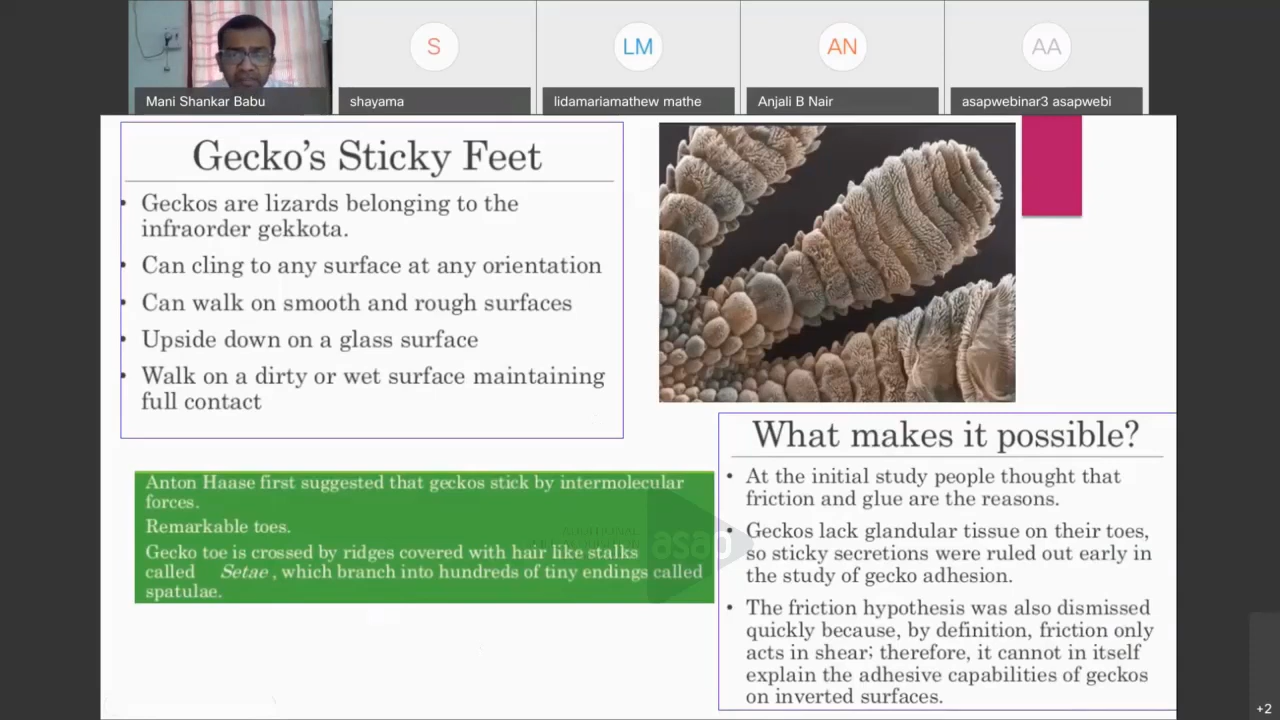 S
LM
AN
AA
Mani Shankar Babu
shayama
lidamariamathew mathe
Anjali B Nair
asapwebinar3 asapwebi
Gecko's Sticky Feet
• Geckos are lizards belonging to the
infraorder gekkota.
• Can cling to any surface at any orientation
• Can walk on smooth and rough surfaces
• Upside down on a glass surface
• Walk on a dirty or wet surface maintaining
full contact
Anton Haase first suggested that geckos stick by intermolecular
forces.
Remarkable toes.
Gecko toe is crossed by ridges covered with hair like stalks
called Setae, which branch into hundreds of tiny endings called
spatulae.
asap
What makes it possible?
• At the initial study people thought that
friction and glue are the reasons.
• Geckos lack glandular tissue on their toes,
so sticky secretions were ruled out early in
the study of gecko adhesion.
• The friction hypothesis was also dismissed
quickly because, by definition, friction only
acts in shear; therefore, it cannot in itself
explain the adhesive capabilities of geckos
on inverted surfaces.
+2